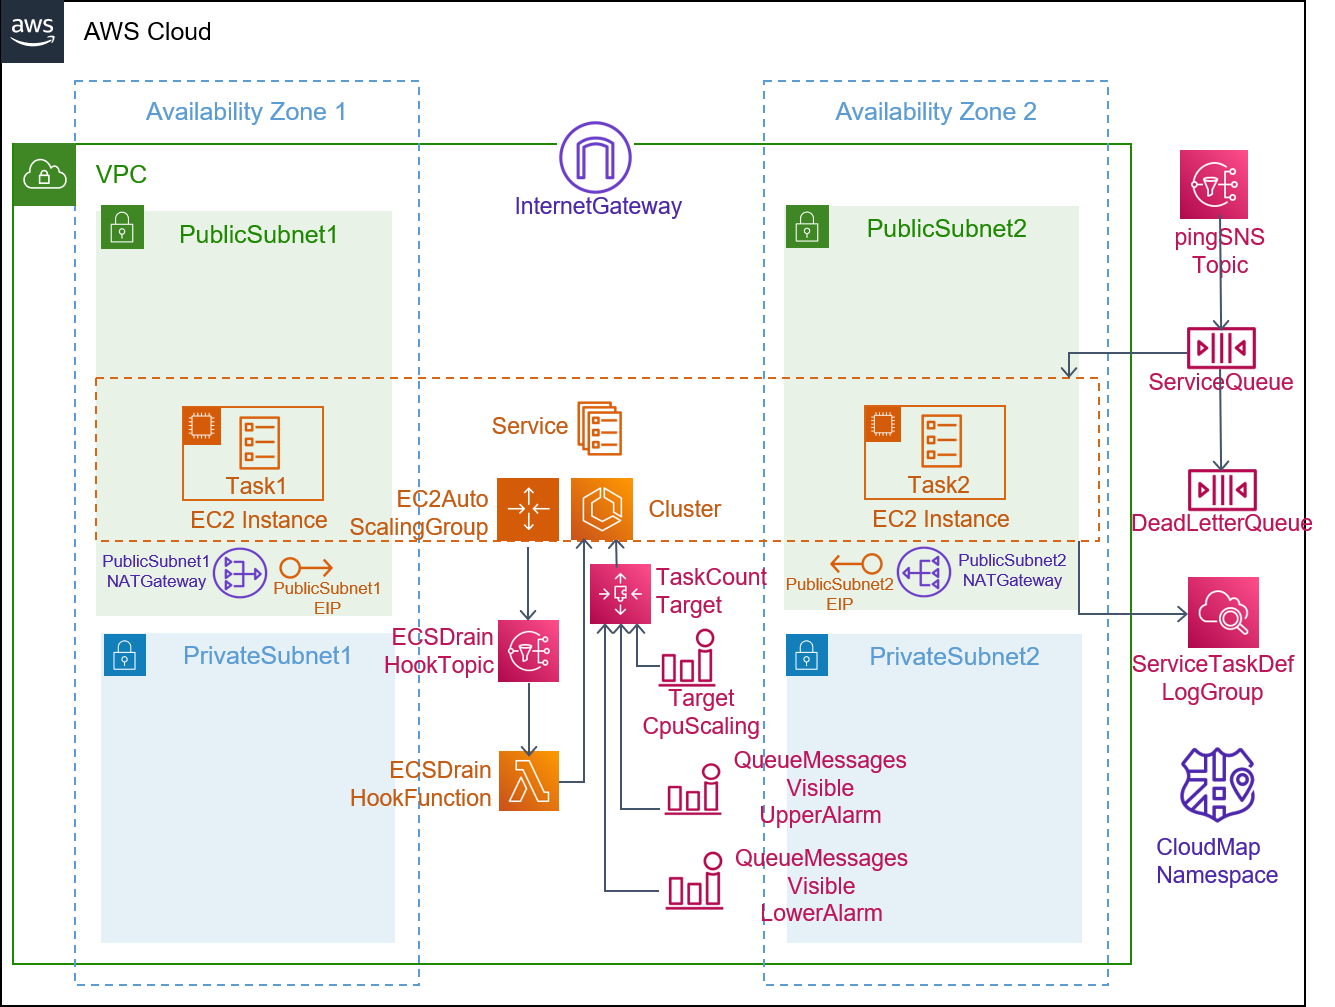 aws
AWS Cloud
Availability Zone 1
Availability Zone 2
VPC
InternetGateway
PublicSubnet1
PublicSubnet2
pingSNS
Topic
ServiceQueue
Service
Task1
EC2 Instance
Task2
EC2 Instance
EC2Auto
ScalingGroup
Cluster
DeadLetterQueue
PublicSubnet1
NATGateway
PublicSubnet1
EIP
TaskCount
Target
PublicSubnet2
EIP
PublicSubnet2
NATGateway
ECSDrain
HookTopic
PrivateSubnet1
PrivateSubnet2
ServiceTaskDef
LogGroup
Target
CpuScaling
ECSDrain
HookFunction
QueueMessages
Visible
UpperAlarm
QueueMessages
Visible
LowerAlarm
CloudMap
Namespace